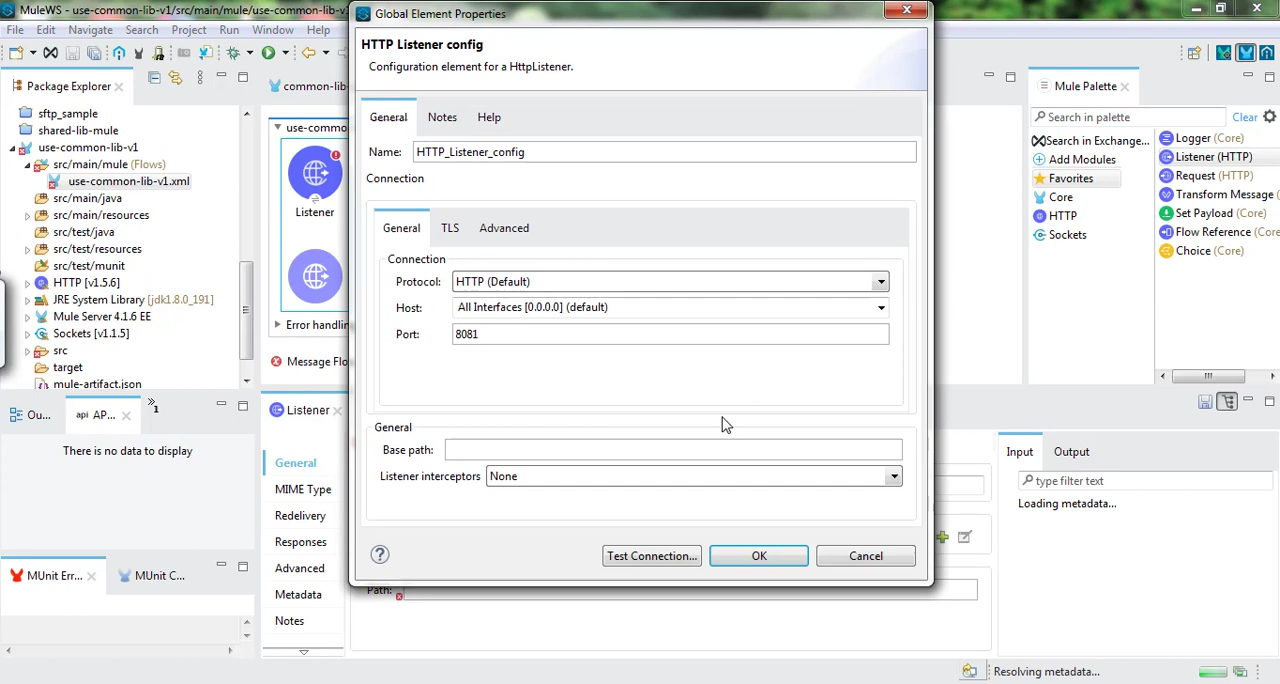 MuleWS - use-common-lib-v1/src/main/mule/use-common-lib-v1
Global Element Properties
File Edit Navigate Search Project Run Window Help
HTTP Listener config
Configuration element for a HttpListener.
Package Explorer
common-lib
Mule Palette
General Notes Help
Search in palette Clear
Name: HTTP_Listener_config
Connection
General TLS Advanced
Connection
Protocol: HTTP (Default)
Host: All Interfaces [0.0.0.0] (default)
Port: 8081
General
Base path:
Listener interceptors None
Test Connection... OK Cancel
sftp_sample
shared-lib-mule
use-common-lib-v1
src/main/mule (Flows)
use-common-lib-v1.xml
src/main/java
src/main/resources
src/test/java
src/test/resources
src/test/munit
HTTP [v1.5.6]
JRE System Library [jdk1.8.0_191]
Mule Server 4.1.6 EE
Sockets [v1.1.5]
src
target
mule-artifact.json
use-commo
Listener
Error handlin
Message Flo
Search in Exchange...
Add Modules
Favorites
Core
HTTP
Sockets
Logger (Core)
Listener (HTTP)
Request (HTTP)
Transform Message
Set Payload (Core)
Flow Reference (Core
Choice (Core)
Ou... api AP... 1
There is no data to display
MUnit Err... MUnit C...
Listener
General
MIME Type
Redelivery
Responses
Advanced
Metadata
Notes
Path:
Input Output
type filter text
Loading metadata...
Resolving metadata...